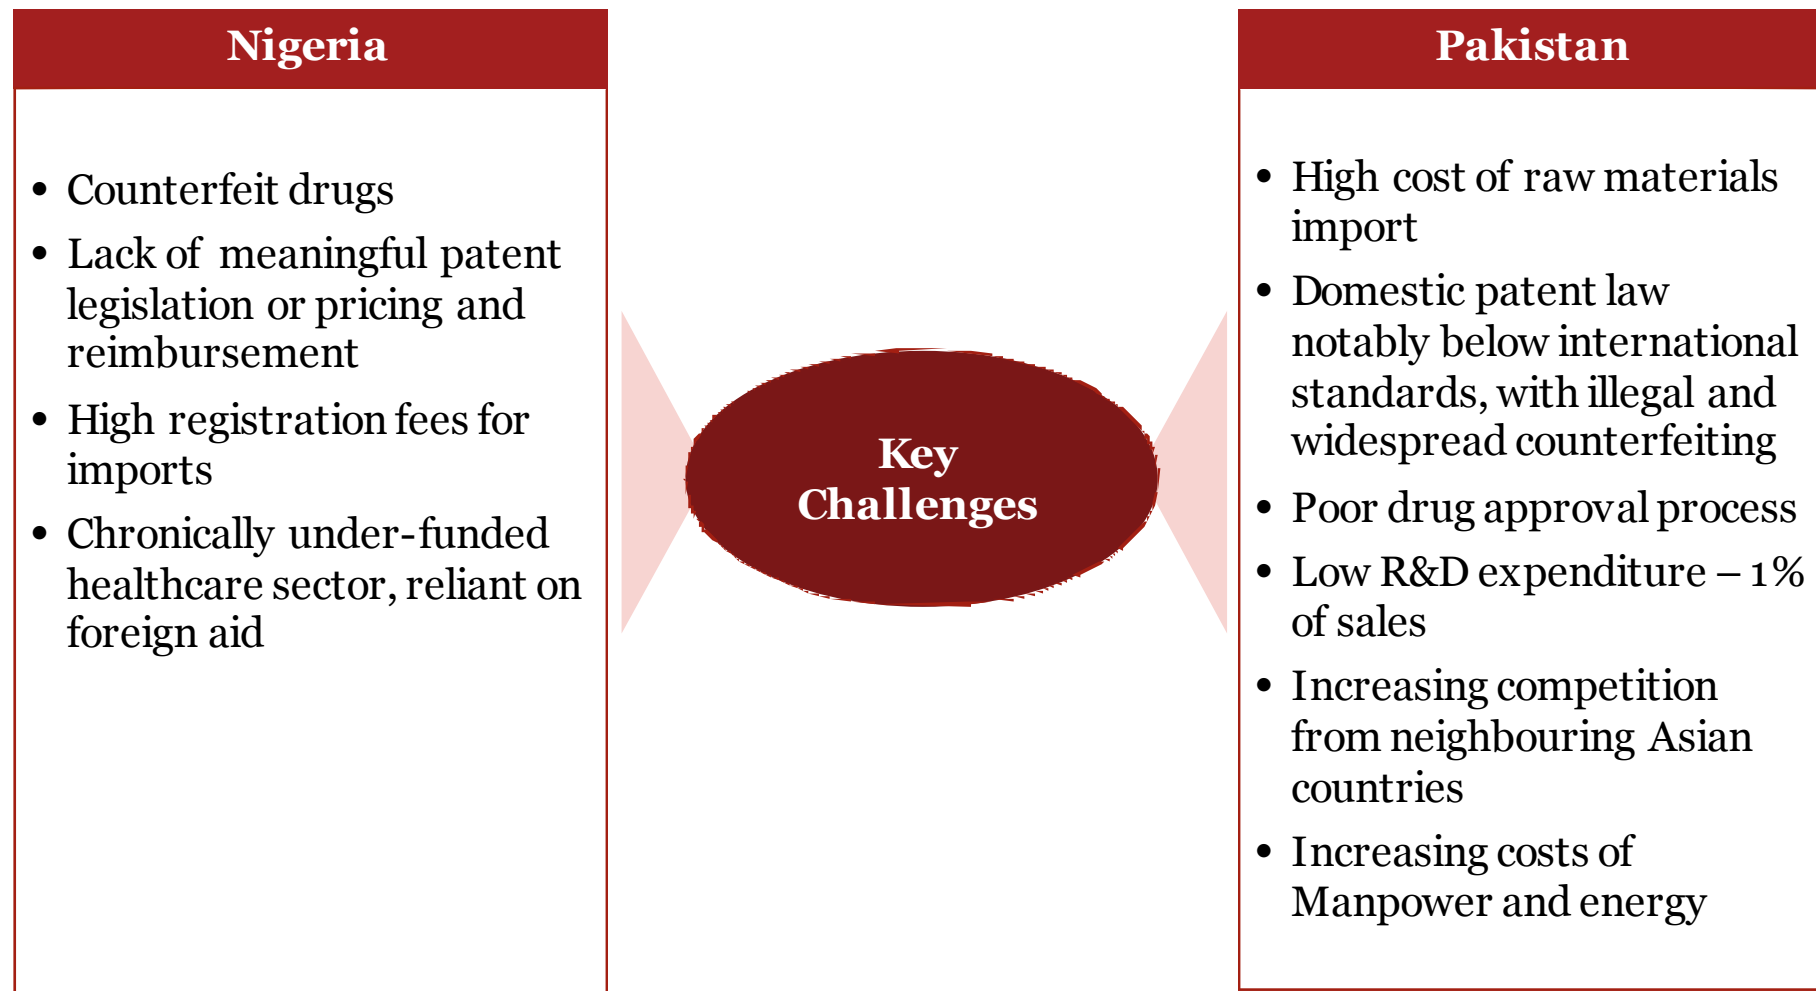 Nigeria
• Counterfeit drugs
• Lack of meaningful patent
legislation or pricing and
reimbursement
• High registration fees for
imports
• Chronically under-funded
healthcare sector, reliant on
foreign aid
Key
Challenges
Pakistan
• High cost of raw materials
import
• Domestic patent law
notably below international
standards, with illegal and
widespread counterfeiting
• Poor drug approval process
• Low R&D expenditure – 1%
of sales
• Increasing competition
from neighbouring Asian
countries
• Increasing costs of
Manpower and energy